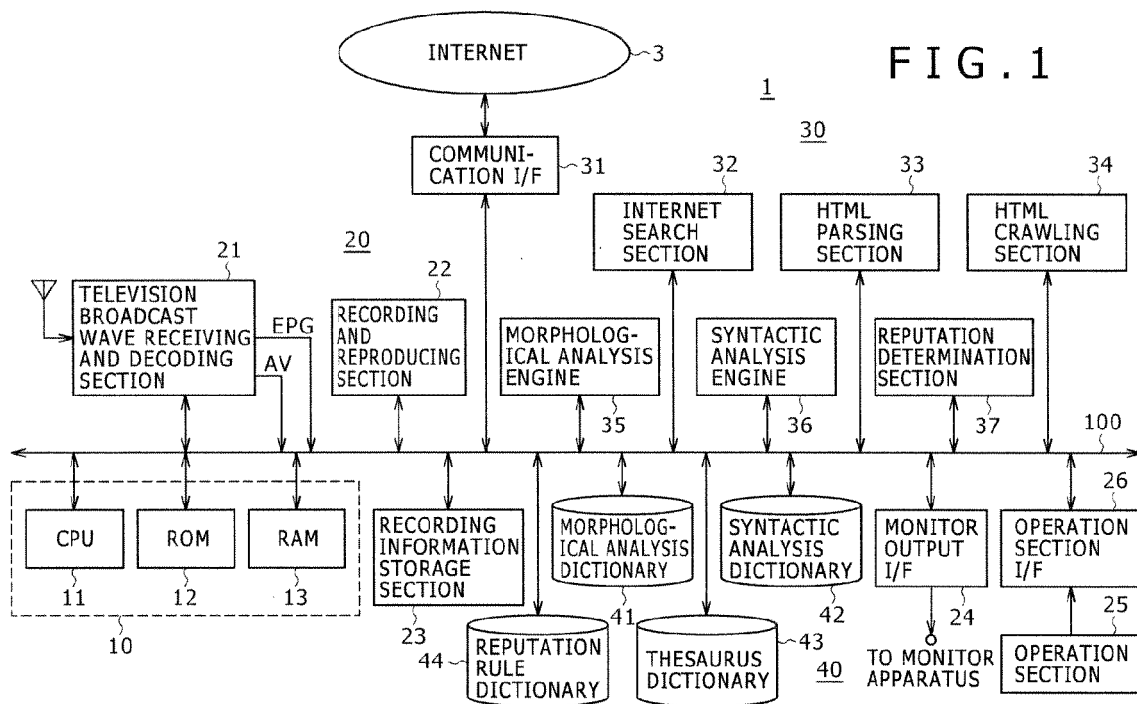 FIG.1
INTERNET
3
1
30
COMMUNI-
CATION I/F
31
32
INTERNET
SEARCH
SECTION
33
HTML
PARSING
SECTION
34
HTML
CRAWLING
SECTION
20
21
TELEVISION
BROADCAST
WAVE RECEIVING
AND DECODING
SECTION
EPG
AV
22
RECORDING
AND
REPRODUCING
SECTION
MORPHOLOG-
ICAL ANALYSIS
ENGINE
35
SYNTACTIC
ANALYSIS
ENGINE
36
REPUTATION
DETERMINATION
SECTION
37
100
CPU
11
ROM
12
RAM
13
10
RECORDING
INFORMATION
STORAGE
SECTION
23
MORPHOLOG-
ICAL ANALYSIS
DICTIONARY
41
SYNTACTIC
ANALYSIS
DICTIONARY
42
MONITOR
OUTPUT
I/F
24
26
OPERATION
SECTION
I/F
25
OPERATION
SECTION
44
REPUTATION
RULE
DICTIONARY
43
THESAURUS
DICTIONARY
40
TO MONITOR
APPARATUS